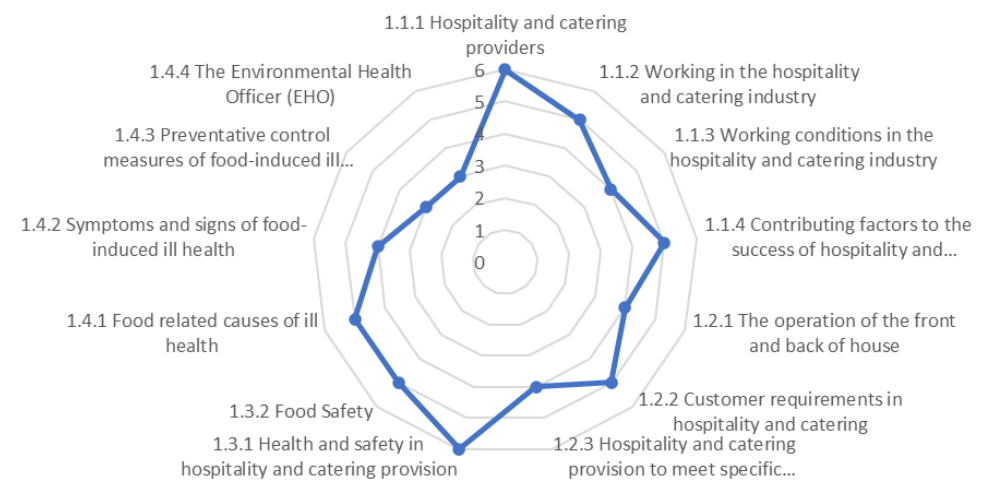 1.1.1 Hospitality and catering
providers
1.1.2 Working in the hospitality
and catering industry
1.1.3 Working conditions in the
hospitality and catering industry
1.1.4 Contributing factors to the
success of hospitality and...
1.2.1 The operation of the front
and back of house
1.2.2 Customer requirements in
hospitality and catering
1.2.3 Hospitality and catering
provision to meet specific...
1.3.1 Health and safety in
hospitality and catering provision
1.3.2 Food Safety
1.4.1 Food related causes of ill
health
1.4.2 Symptoms and signs of food-
induced ill health
1.4.3 Preventative control
measures of food-induced ill...
1.4.4 The Environmental Health
Officer (EHO)
6
5
4
3
2
1
0